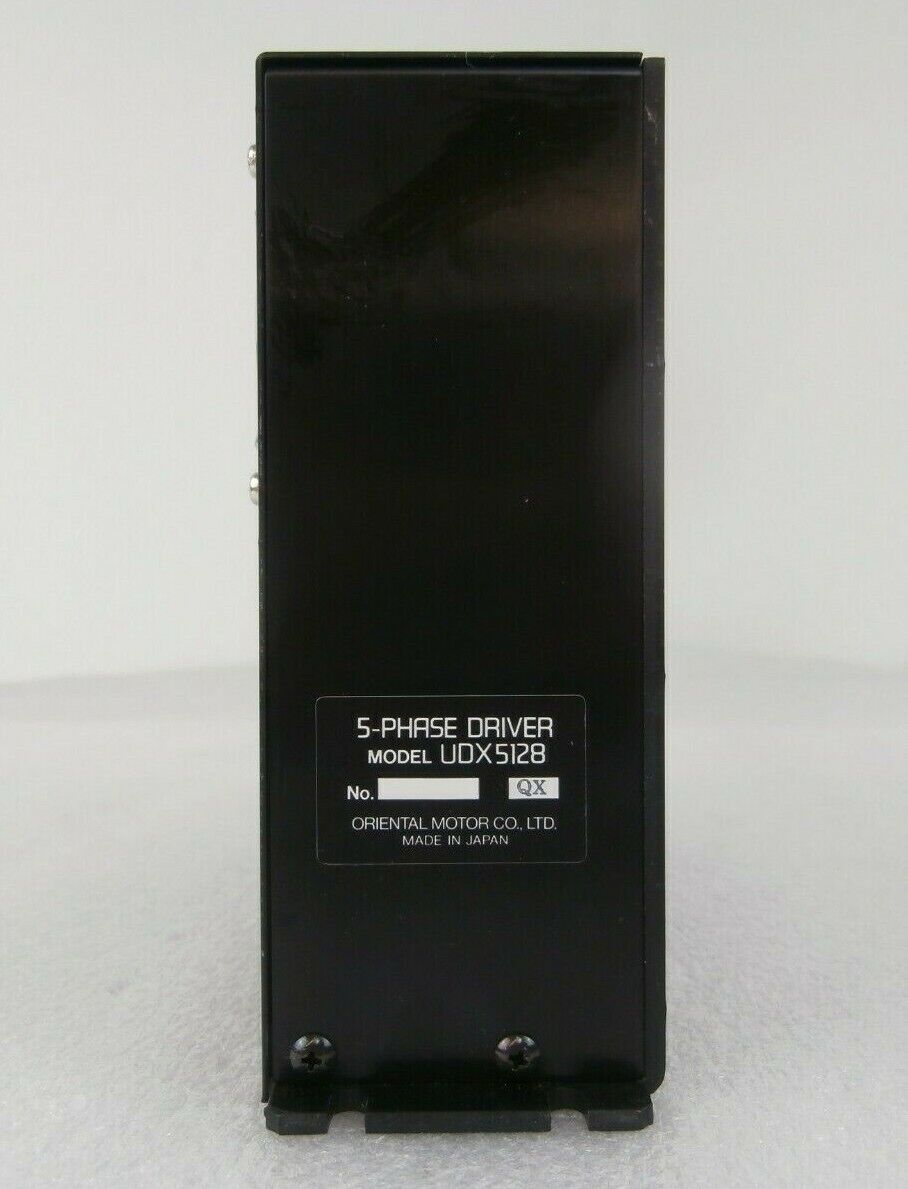 5-PHASE DRIVER
MODEL UDX5128
No. QX
ORIENTAL MOTOR CO., LTD.
MADE IN JAPAN